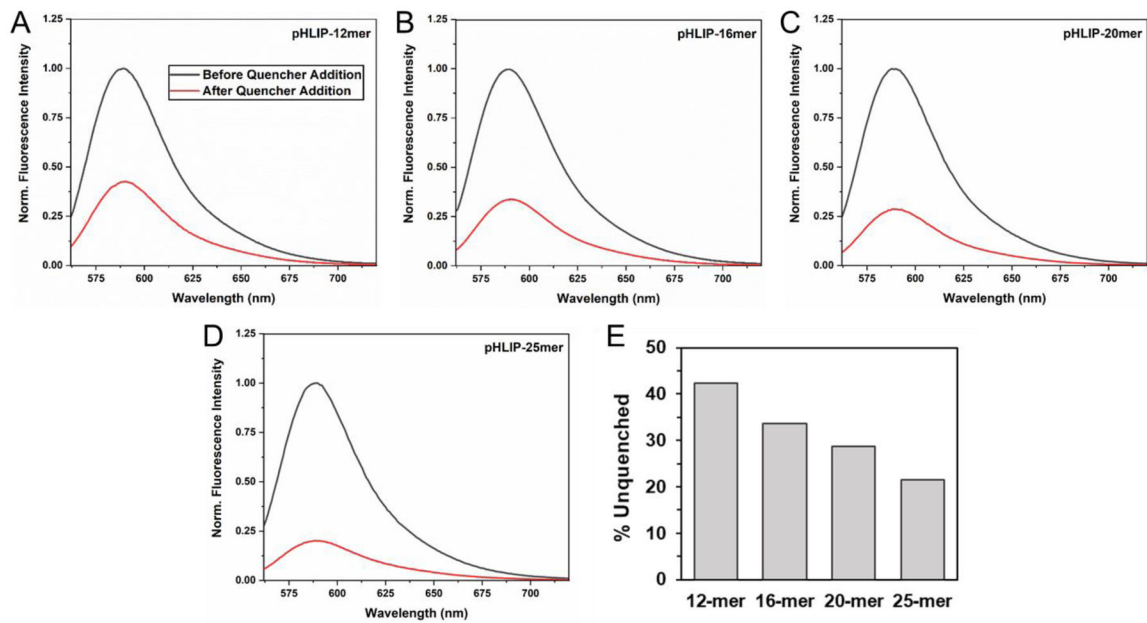 A
pHLIP-12mer
Before Quencher Addition
After Quencher Addition
Norm. Fluorescence Intensity
1.25
1.00
0.75
0.50
0.25
0.00
575 600 625 650 675 700
Wavelength (nm)
B
pHLIP-16mer
Norm. Fluorescence Intensity
1.25
1.00
0.75
0.50
0.25
0.00
575 600 625 650 675 700
Wavelength (nm)
C
pHLIP-20mer
Norm. Fluorescence Intensity
1.25
1.00
0.75
0.50
0.25
0.00
575 600 625 650 675 700
Wavelength (nm)
D
pHLIP-25mer
Norm. Fluorescence Intensity
1.25
1.00
0.75
0.50
0.25
0.00
575 600 625 650 675 700
Wavelength (nm)
E
% Unquenched
50
40
30
20
10
0
12-mer 16-mer 20-mer 25-mer